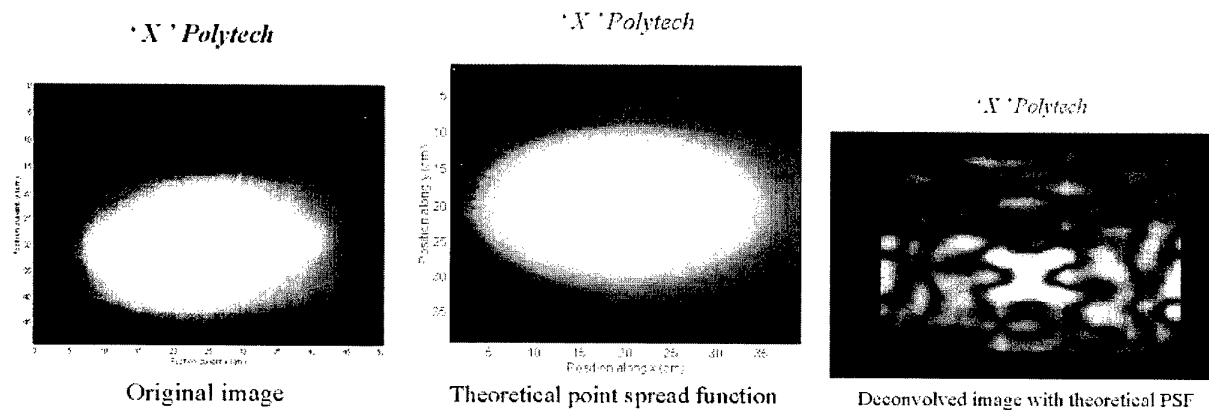 ‘X’ Polytech
Original image
‘X’ Polytech
5
10
15
20
25
30
35
Position along y (cm)
5 10 15 20 25 30 35
Position along x (cm)
Theoretical point spread function
‘X’ Polytech
Deconvolved image with theoretical PSF